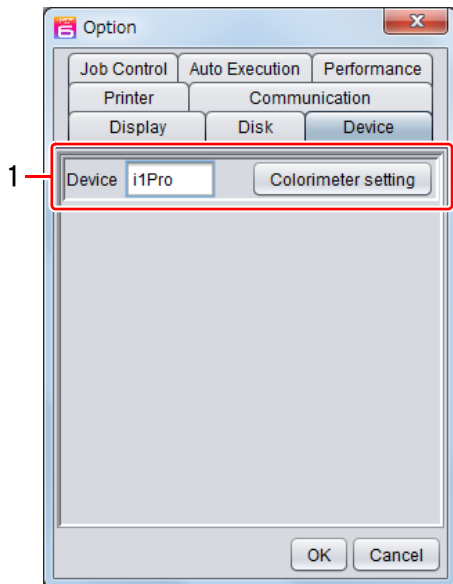 Option
x
Job Control Auto Execution Performance
Printer Communication
Display Disk Device
1
Device i1Pro Colorimeter setting
OK Cancel